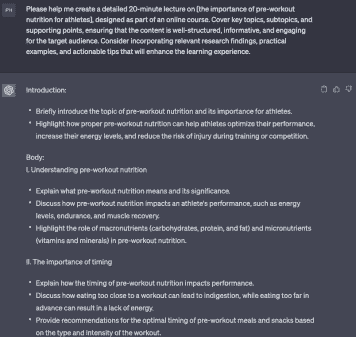 PH
Please help me create a detailed 20-minute lecture on [the importance of pre-workout
nutrition for athletes], designed as part of an online course. Cover key topics, subtopics, and
supporting points, ensuring that the content is well-structured, informative, and engaging
for the target audience. Consider incorporating relevant research findings, practical
examples, and actionable tips that will enhance the learning experience.
Introduction:
• Briefly introduce the topic of pre-workout nutrition and its importance for athletes.
• Highlight how proper pre-workout nutrition can help athletes optimize their performance,
increase their energy levels, and reduce the risk of injury during training or competition.
Body:
I. Understanding pre-workout nutrition
• Explain what pre-workout nutrition means and its significance.
• Discuss how pre-workout nutrition impacts an athlete's performance, such as energy
levels, endurance, and muscle recovery.
• Highlight the role of macronutrients (carbohydrates, protein, and fat) and micronutrients
(vitamins and minerals) in pre-workout nutrition.
II. The importance of timing
• Explain how the timing of pre-workout nutrition impacts performance.
• Discuss how eating too close to a workout can lead to indigestion, while eating too far in
advance can result in a lack of energy.
• Provide recommendations for the optimal timing of pre-workout meals and snacks based
on the type and intensity of the workout.